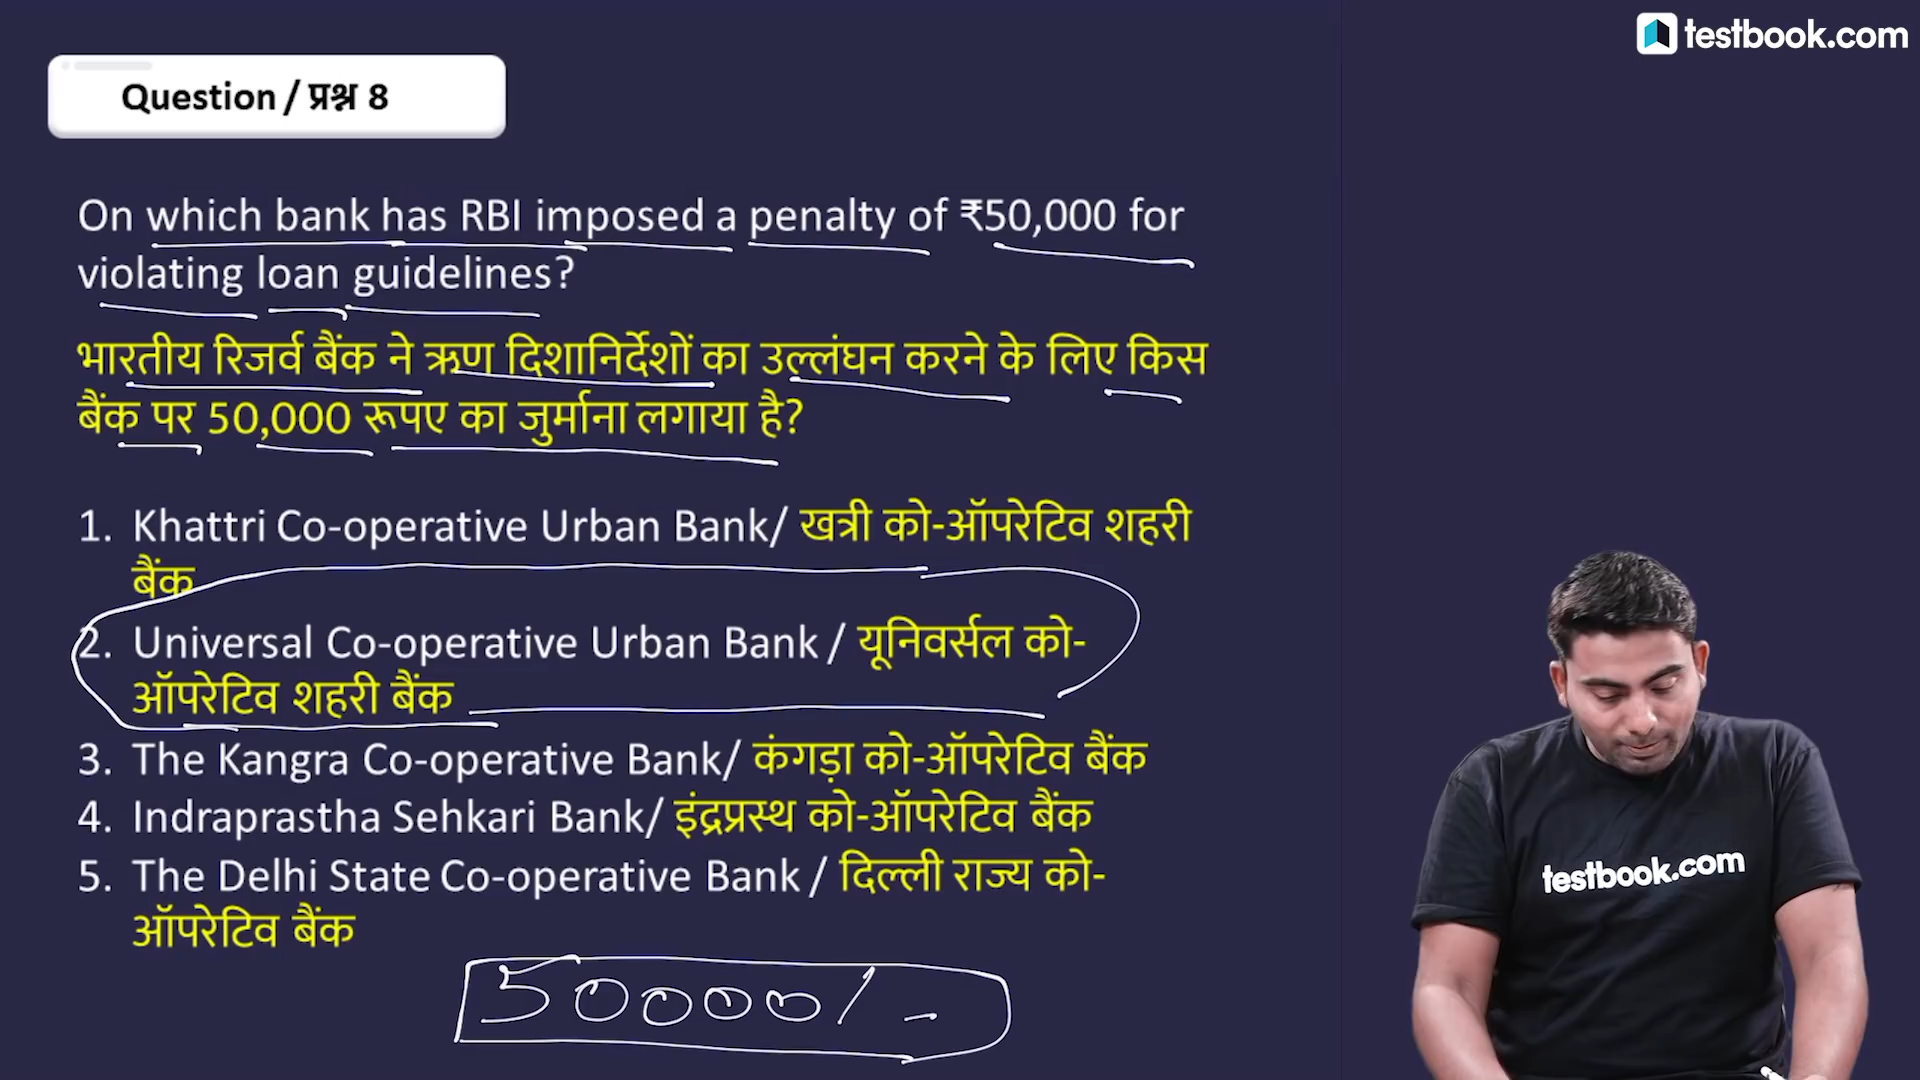 testbook.com
Question / प्रश्न 8
On which bank has RBI imposed a penalty of ₹50,000 for
violating loan guidelines?
भारतीय रिजर्व बैंक ने ऋण दिशानिर्देशों का उल्लंघन करने के लिए किस
बैंक पर 50,000 रूपए का जुर्माना लगाया है?
1. Khattri Co-operative Urban Bank/ खत्री को-ऑपरेटिव शहरी
बैंक
2. Universal Co-operative Urban Bank / यूनिवर्सल को-
ऑपरेटिव शहरी बैंक
3. The Kangra Co-operative Bank/ कंगड़ा को-ऑपरेटिव बैंक
4. Indraprastha Sehkari Bank/ इंद्रप्रस्थ को-ऑपरेटिव बैंक
5. The Delhi State Co-operative Bank / दिल्ली राज्य को-
ऑपरेटिव बैंक
50000/-
testbook.com